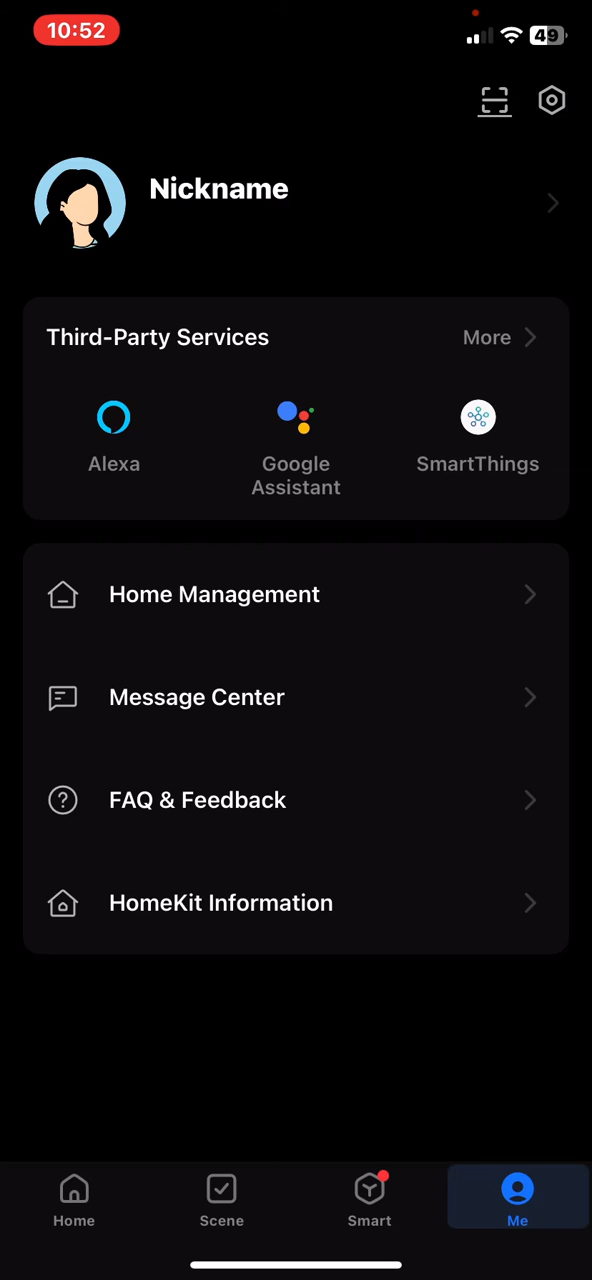 10:52
49
Nickname
Third-Party Services
More
Alexa
Google
Assistant
SmartThings
Home Management
Message Center
FAQ & Feedback
HomeKit Information
Home
Scene
Smart
Me